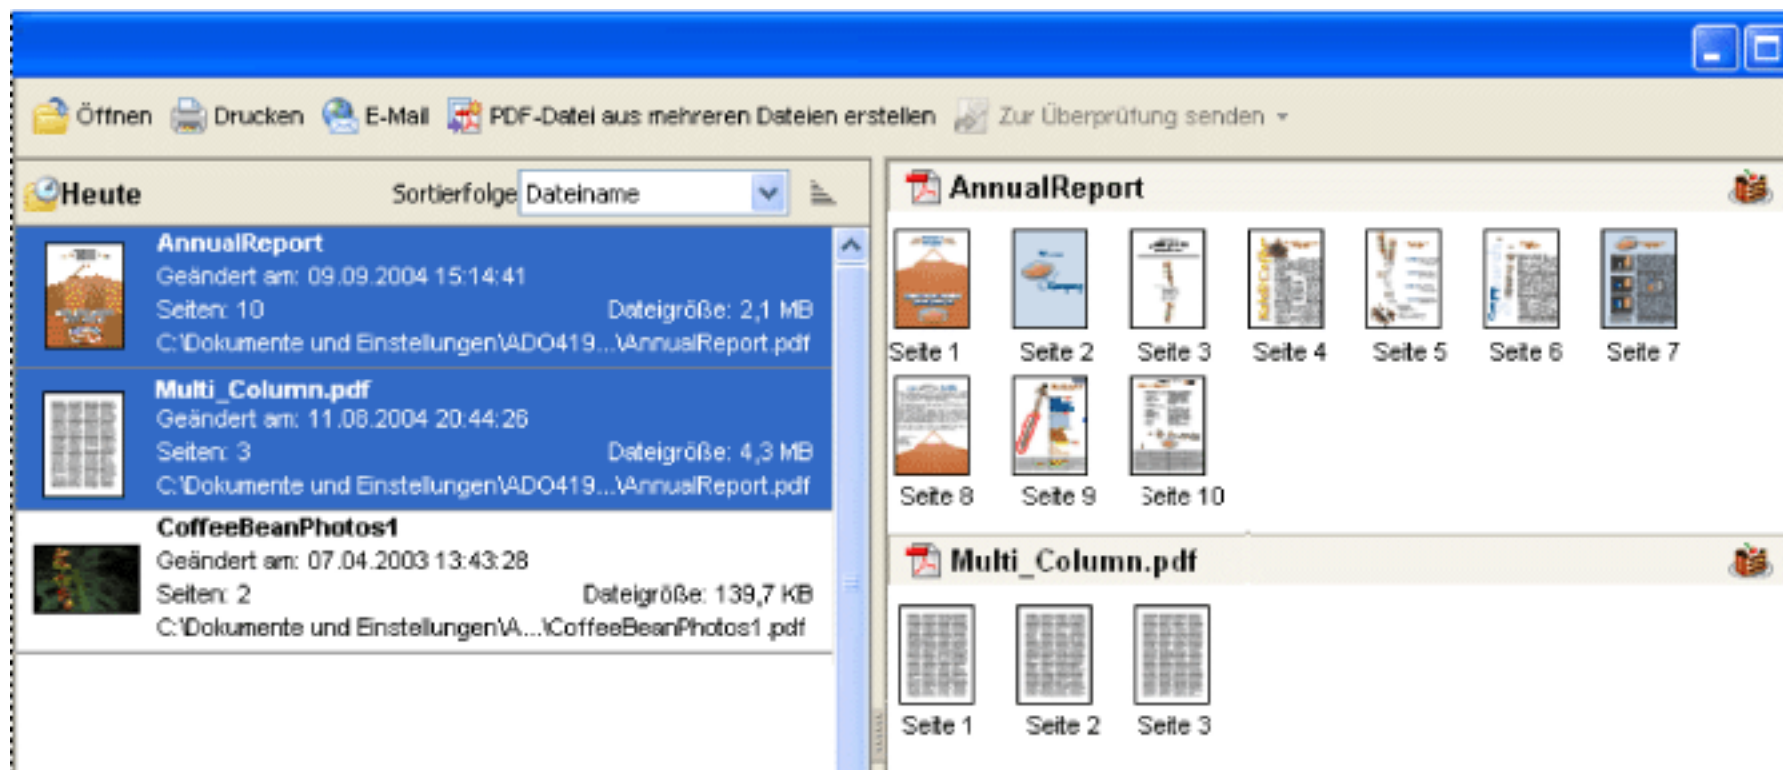 Öffnen Drucken E-Mail PDF-Datei aus mehreren Dateien erstellen Zur Überprüfung senden
Heute Sortierfolge Dateiname
AnnualReport
Geändert am: 09.09.2004 15:14:41
Seiten: 10 Dateigröße: 2,1 MB
C:\Dokumente und Einstellungen\ADO419...\AnnualReport.pdf
Multi_Column.pdf
Geändert am: 11.08.2004 20:44:26
Seiten: 3 Dateigröße: 4,3 MB
C:\Dokumente und Einstellungen\ADO419...\AnnualReport.pdf
CoffeeBeanPhotos1
Geändert am: 07.04.2003 13:43:28
Seiten: 2 Dateigröße: 139,7 KB
C:\Dokumente und Einstellungen\A...\CoffeeBeanPhotos1.pdf
AnnualReport
Seite 1 Seite 2 Seite 3 Seite 4 Seite 5 Seite 6 Seite 7
Seite 8 Seite 9 Seite 10
Multi_Column.pdf
Seite 1 Seite 2 Seite 3